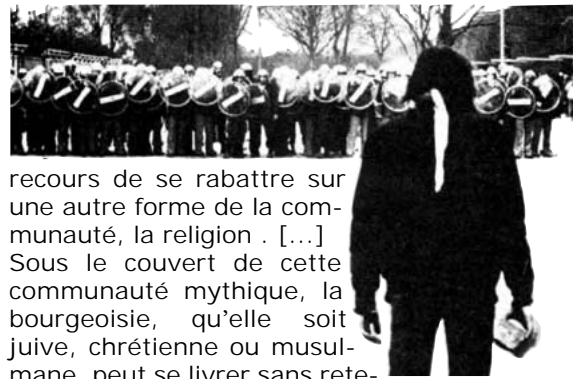 recours de se rabattre sur
une autre forme de la com-
munauté, la religion . […]
Sous le couvert de cette
communauté mythique, la
bourgeoisie, qu'elle soit
juive, chrétienne ou musul-
mane, peut se livrer sans rete-